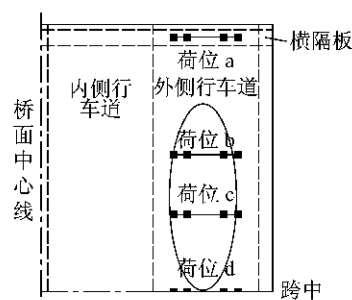 横隔板
荷位 a
内侧行
车道
外侧行车道
桥面中心线
荷位 b
荷位 c
荷位 d
跨中